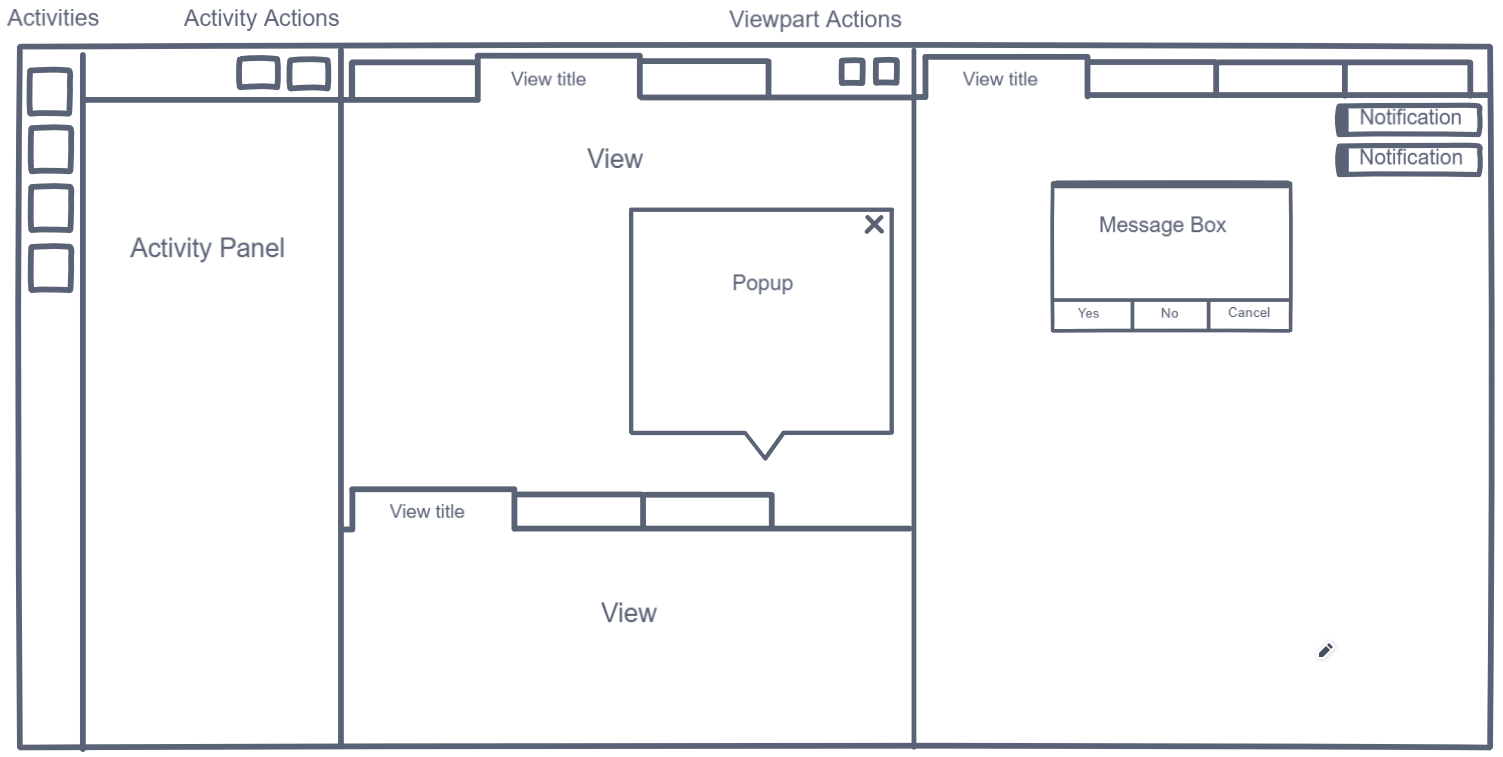 Activities
Activity Actions
Viewpart Actions
View title
View title
Notification
Notification
View
Activity Panel
Message Box
Popup
Yes
No
Cancel
View title
View